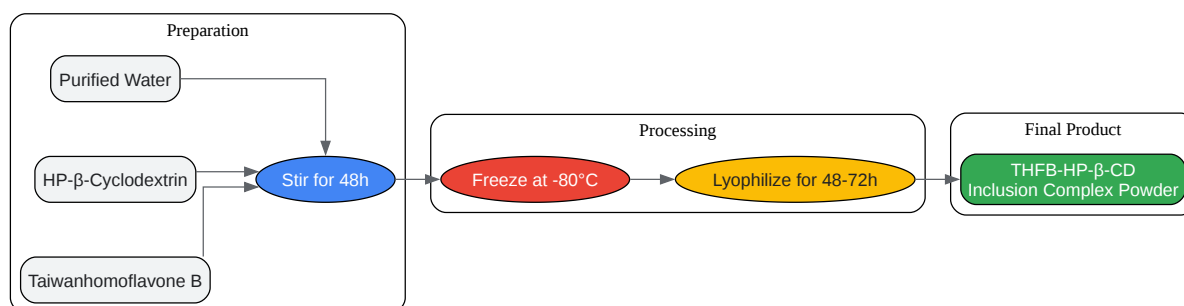 Preparation
Purified Water
HP-β-Cyclodextrin
Taiwanhomoflavone B
Stir for 48h
Processing
Freeze at -80°C
Lyophilize for 48-72h
Final Product
THFB-HP-β-CD
Inclusion Complex Powder